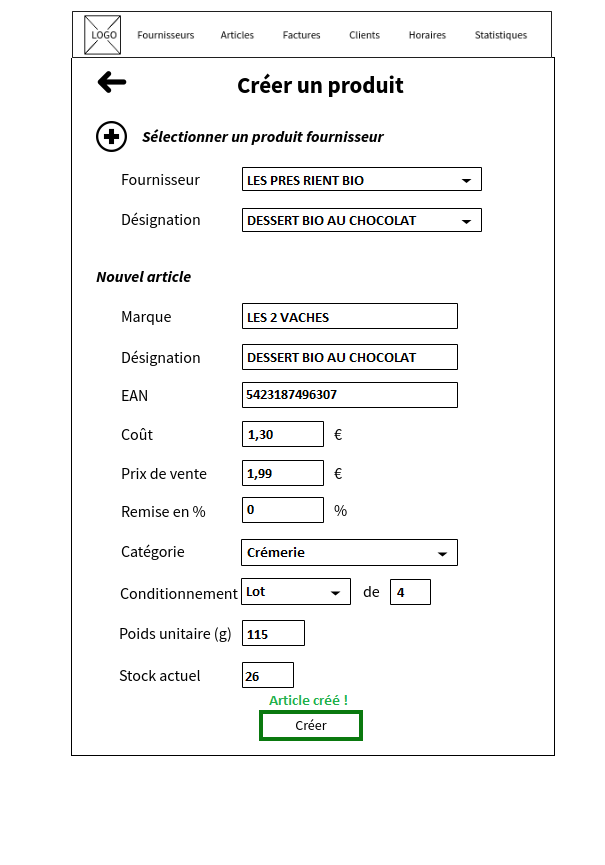 LOGO Fournisseurs Articles Factures Clients Horaires Statistiques
Créer un produit
Sélectionner un produit fournisseur
Fournisseur LES PRES RIENT BIO
Désignation DESSERT BIO AU CHOCOLAT
Nouvel article
Marque LES 2 VACHES
Désignation DESSERT BIO AU CHOCOLAT
EAN 5423187496307
Coût 1,30 €
Prix de vente 1,99 €
Remise en % 0 %
Catégorie Crémerie
Conditionnement Lot de 4
Poids unitaire (g) 115
Stock actuel 26
Article créé !
Créer